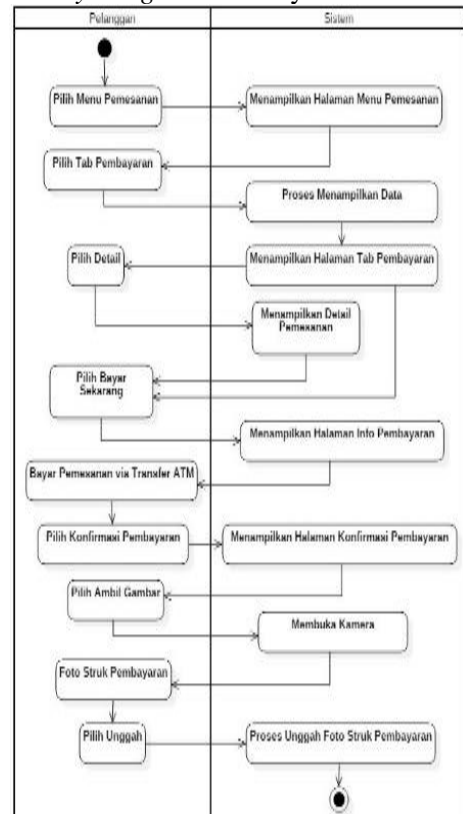 Pelanggan
Sistem
Pilih Menu Pemesanan
Menampilkan Halaman Menu Pemesanan
Pilih Tab Pembayaran
Proses Menampilkan Data
Pilih Detail
Menampilkan Halaman Tab Pembayaran
Menampilkan Detail
Pemesanan
Pilih Bayar
Sekarang
Menampilkan Halaman Info Pembayaran
Bayar Pemesanan via Transfer ATM
Pilih Konfirmasi Pembayaran
Menampilkan Halaman Konfirmasi Pembayaran
Pilih Ambil Gambar
Membuka Kamera
Foto Struk Pembayaran
Pilih Unggah
Proses Unggah Foto Struk Pembayaran